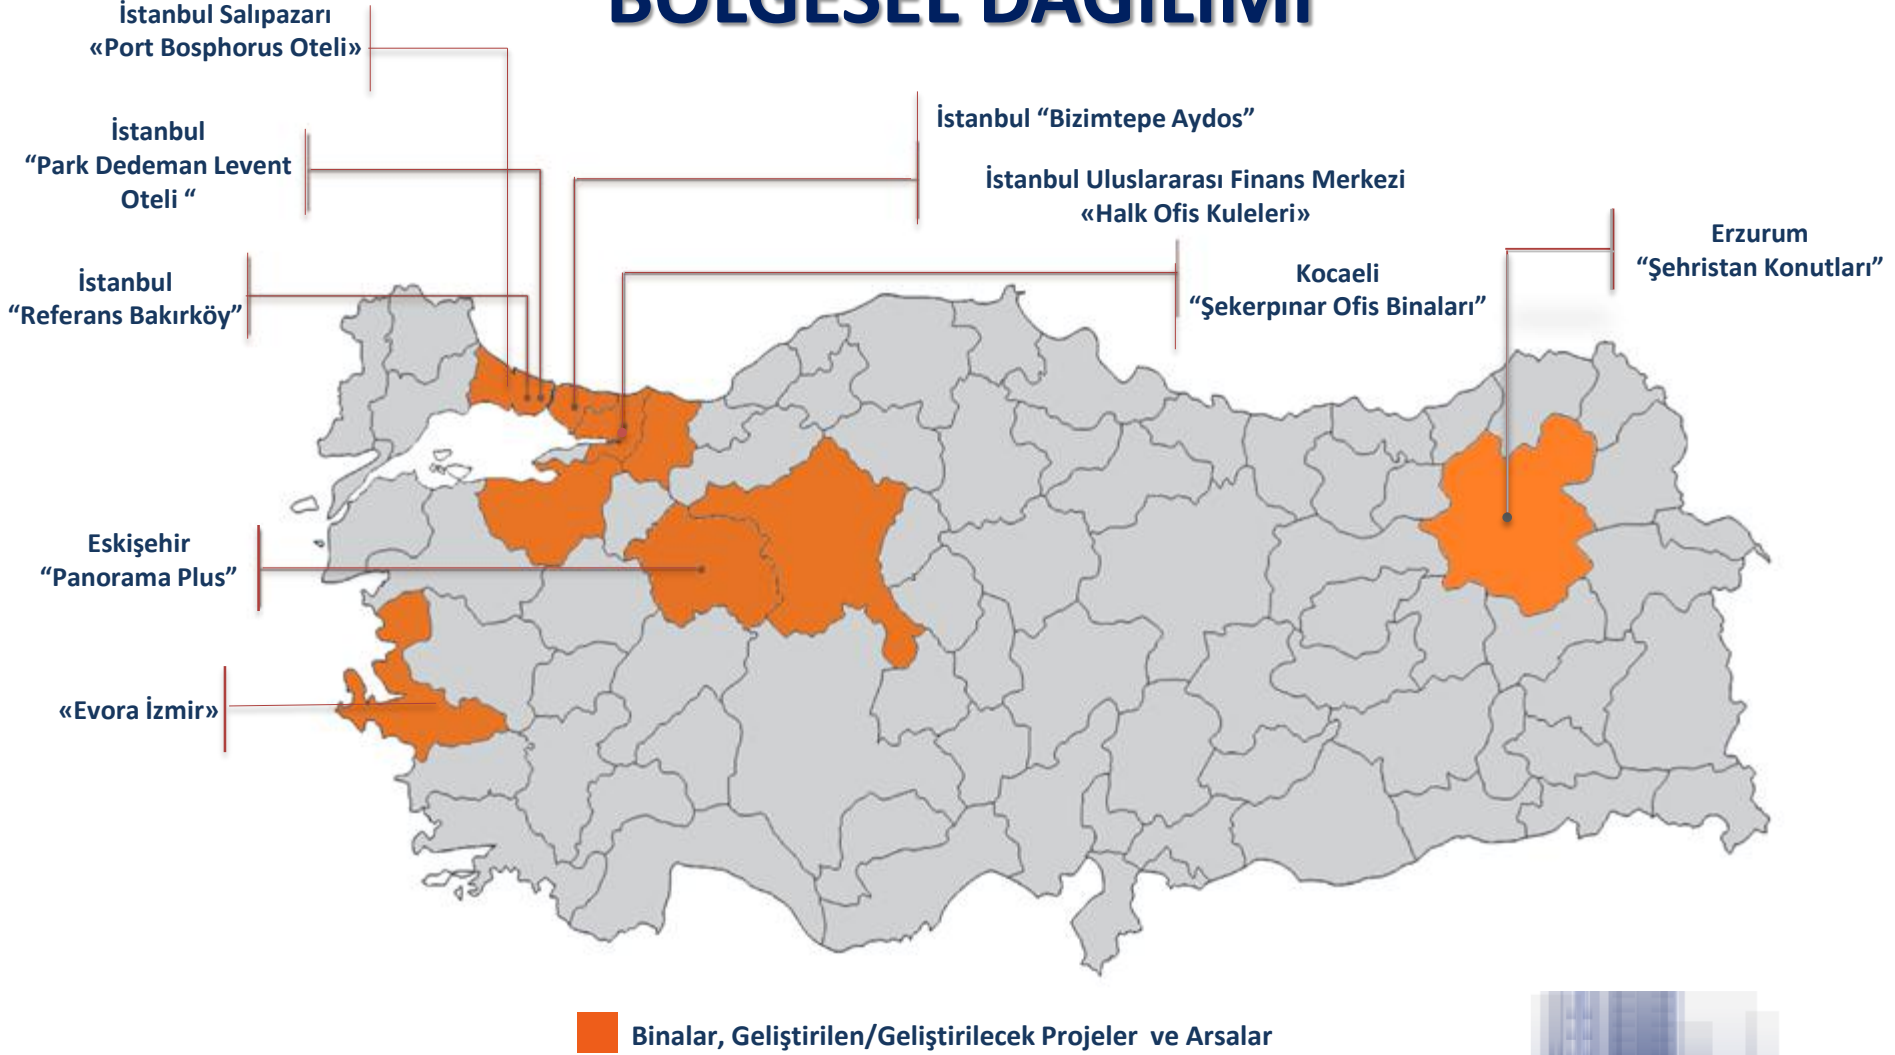 BÖLGESEL DAĞILIMI
İstanbul Salıpazarı
«Port Bosphorus Oteli»
İstanbul
“Park Dedeman Levent
Oteli “
İstanbul
“Referans Bakırköy”
İstanbul “Bizimtepe Aydos”
İstanbul Uluslararası Finans Merkezi
«Halk Ofis Kuleleri»
Kocaeli
“Şekerpınar Ofis Binaları”
Erzurum
“Şehristan Konutları”
Eskişehir
“Panorama Plus”
«Evora İzmir»
Binalar, Geliştirilen/Geliştirilecek Projeler ve Arsalar